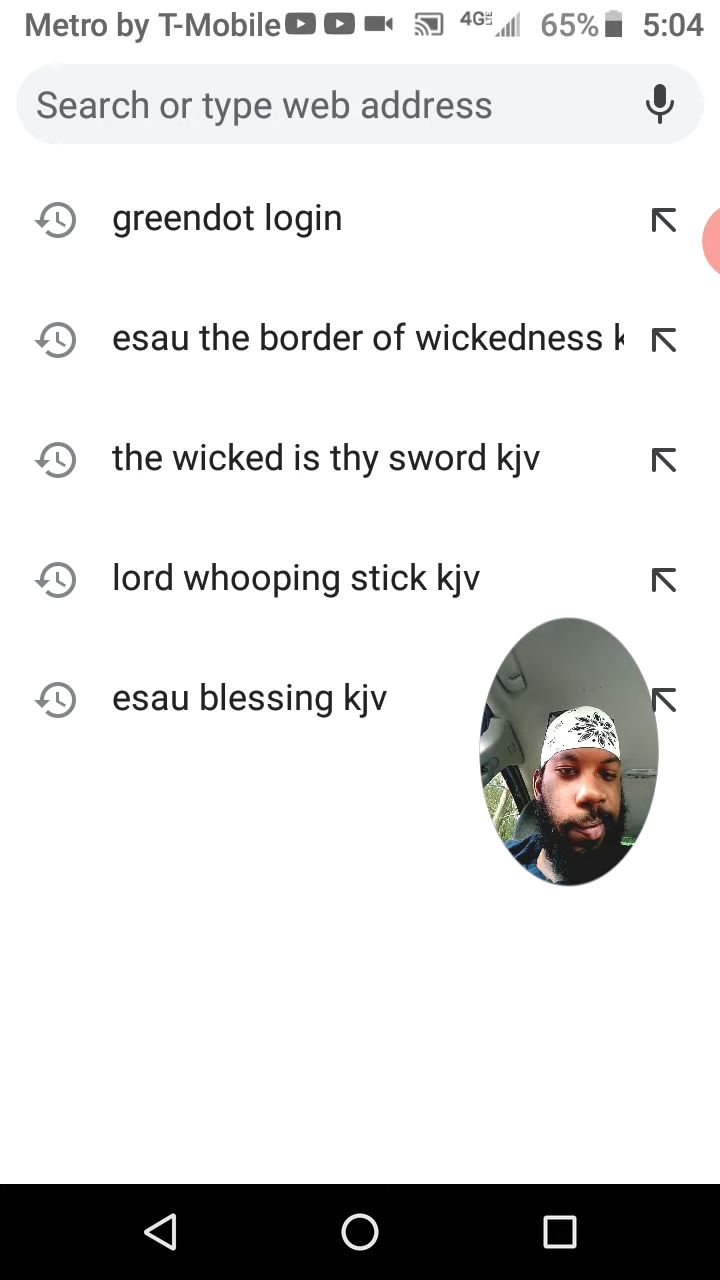 Metro by T-Mobile 4G LTE 65% 5:04
Search or type web address
greendot login
esau the border of wickedness k
the wicked is thy sword kjv
lord whooping stick kjv
esau blessing kjv